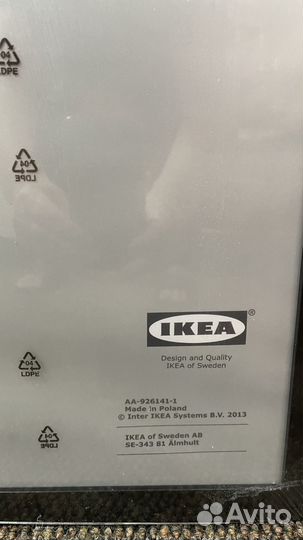 04
LDPE
04
LDPE
IKEA®
Design and Quality
IKEA of Sweden
04
LDPE
AA-926141-1
Made in Poland
© Inter IKEA Systems B.V. 2013
IKEA of Sweden AB
SE-343 81 Älmhult
04
LDPE
Avito